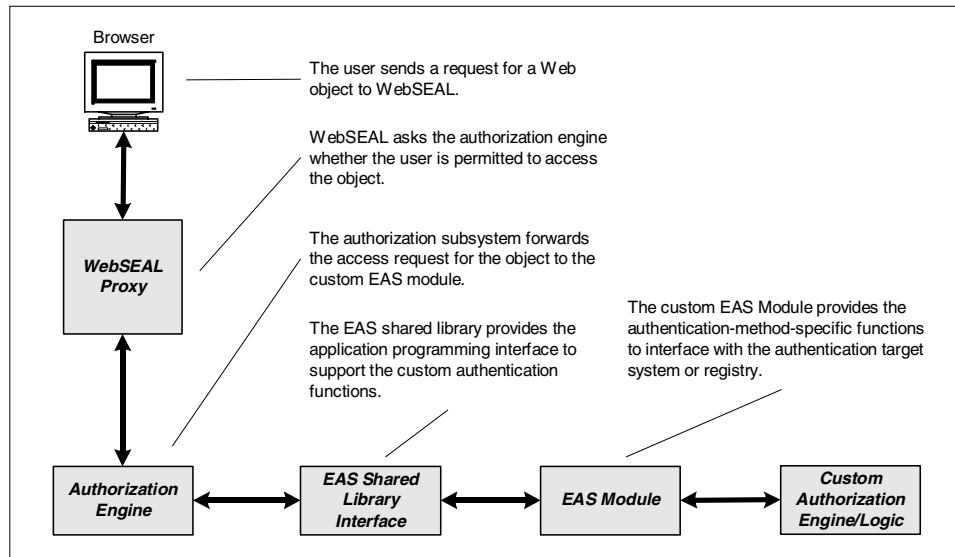 Browser
The user sends a request for a Web
object to WebSEAL.
WebSEAL asks the authorization engine
whether the user is permitted to access
the object.
WebSEAL
Proxy
The authorization subsystem forwards
the access request for the object to the
custom EAS module.
The EAS shared library provides the
application programming interface to
support the custom authentication
functions.
The custom EAS Module provides the
authentication-method-specific functions
to interface with the authentication target
system or registry.
Authorization
Engine
EAS Shared
Library
Interface
EAS Module
Custom
Authorization
Engine/Logic